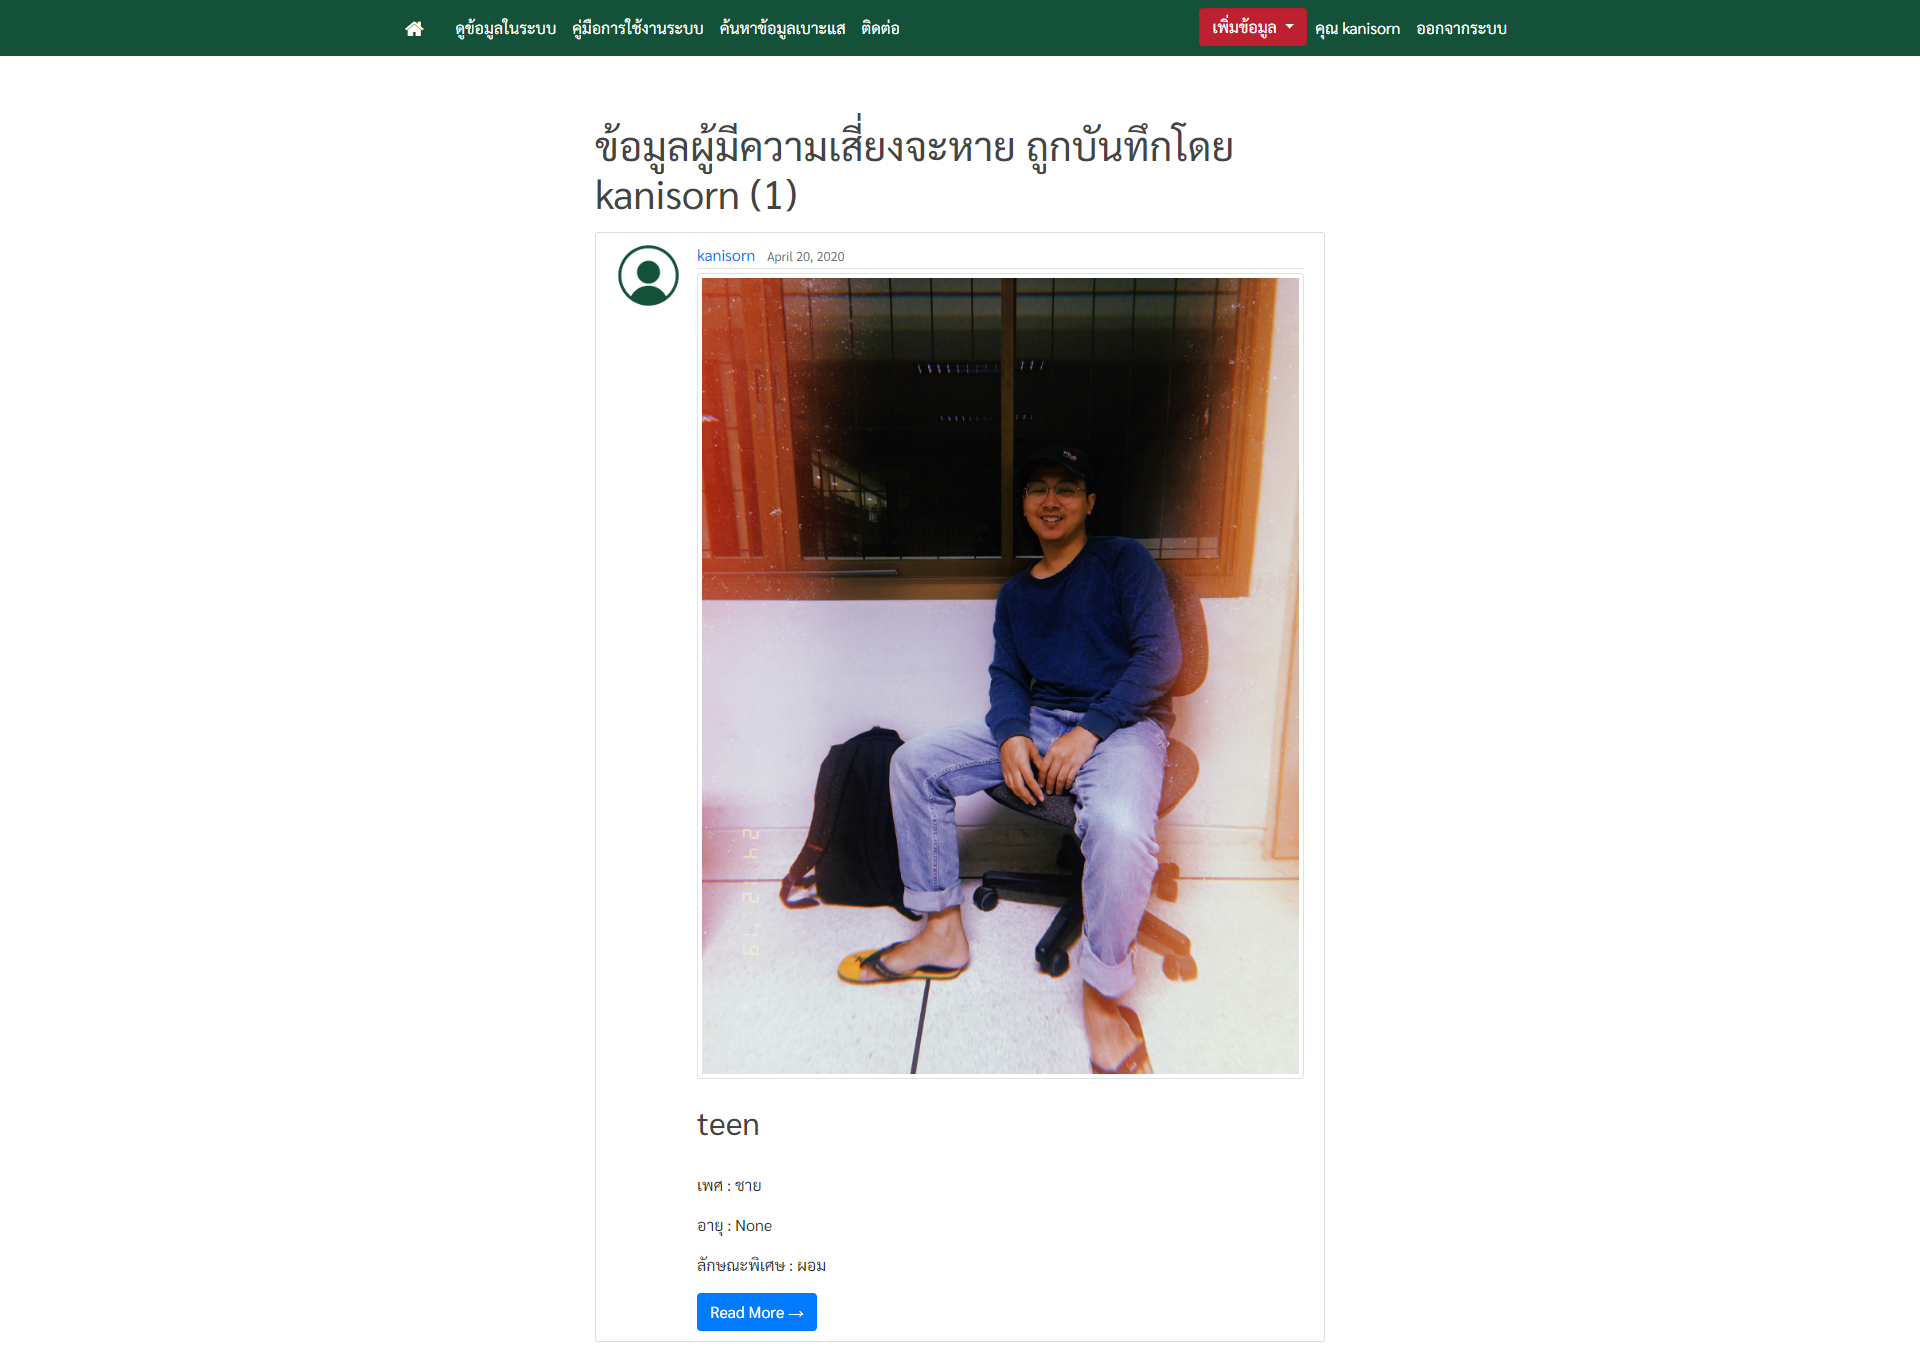 ดูข้อมูลในระบบ คู่มือการใช้งานระบบ ค้นหาข้อมูลเบาะแส ติดต่อ เพิ่มข้อมูล คุณ kanisorn ออกจากระบบ
ข้อมูลผู้มีความเสี่ยงจะหาย ถูกบันทึกโดย
kanisorn (1)
kanisorn April 20, 2020
24 12 '19
teen
เพศ : ชาย
อายุ : None
ลักษณะพิเศษ : ผอม
Read More →